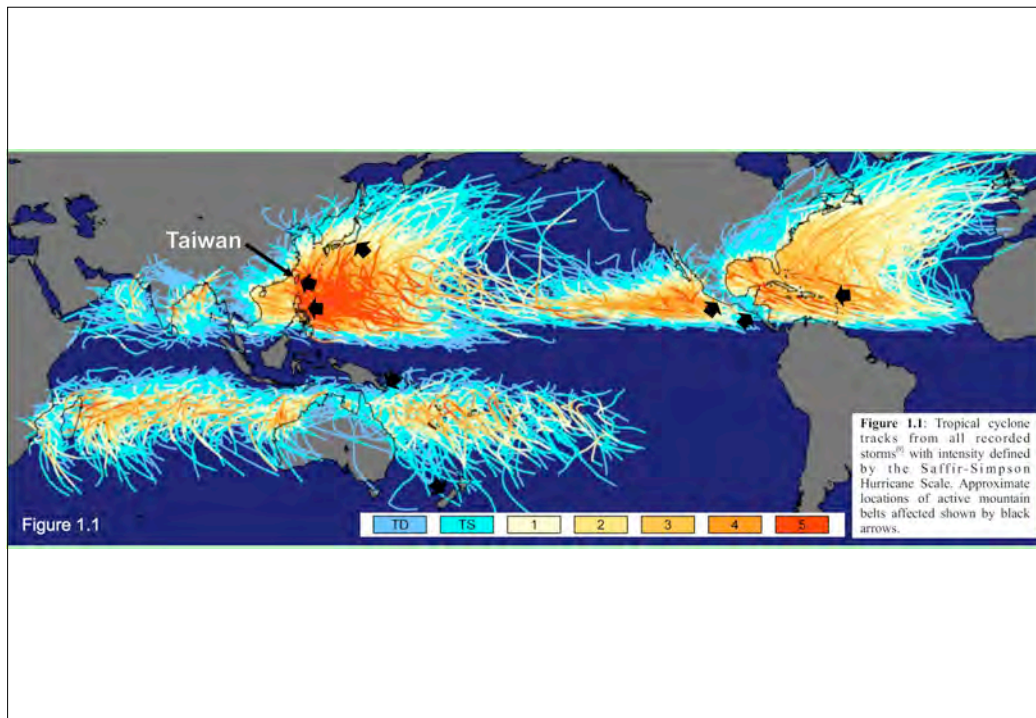 Taiwan
Figure 1.1: Tropical cyclone
tracks from all recorded
storms[9] with intensity defined
by the Saffir-Simpson
Hurricane Scale. Approximate
locations of active mountain
belts affected shown by black
arrows.
Figure 1.1
TD TS 1 2 3 4 5